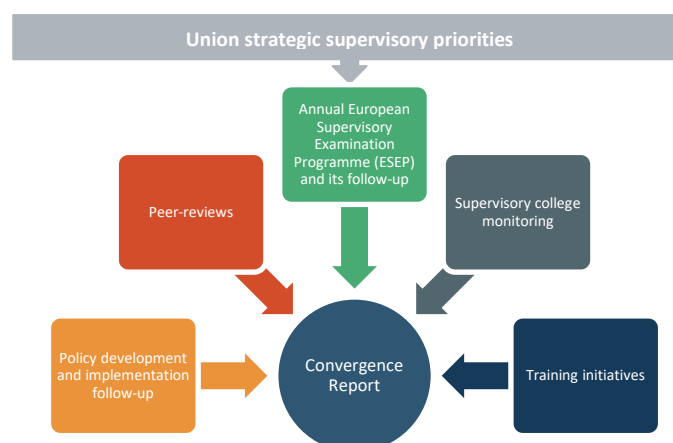 Union strategic supervisory priorities
Annual European
Supervisory
Examination
Programme (ESEP)
and its follow-up
Peer-reviews
Supervisory college
monitoring
Policy development
and implementation
follow-up
Convergence
Report
Training initiatives